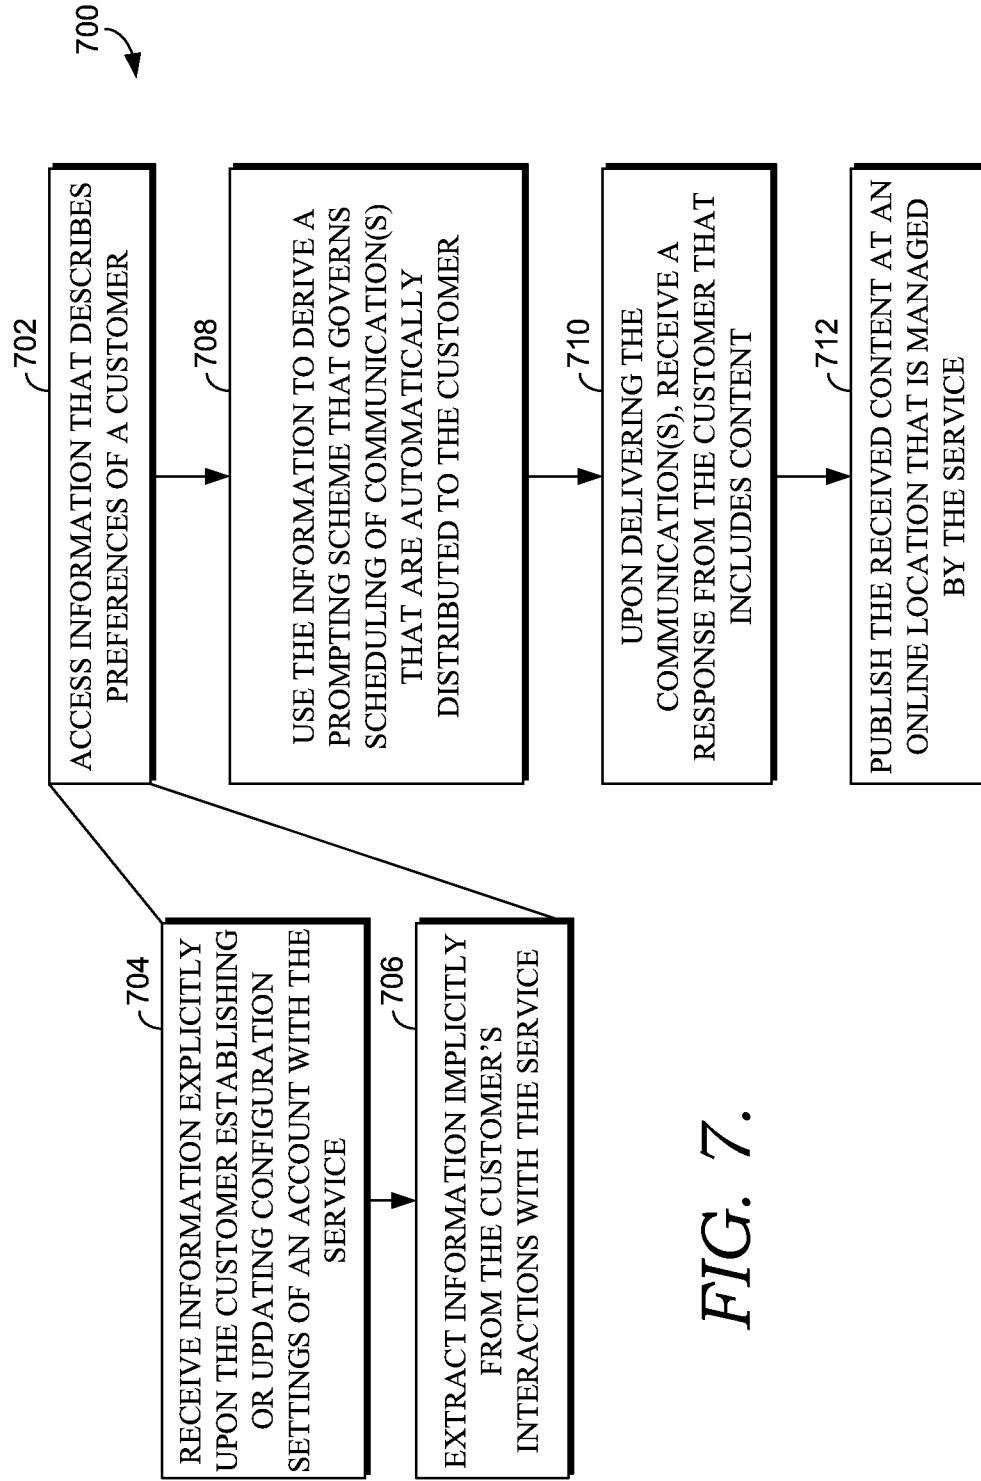 700
702
ACCESS INFORMATION THAT DESCRIBES
PREFERENCES OF A CUSTOMER
704
RECEIVE INFORMATION EXPLICITLY
UPON THE CUSTOMER ESTABLISHING
OR UPDATING CONFIGURATION
SETTINGS OF AN ACCOUNT WITH THE
SERVICE
706
EXTRACT INFORMATION IMPLICITLY
FROM THE CUSTOMER'S
INTERACTIONS WITH THE SERVICE
708
USE THE INFORMATION TO DERIVE A
PROMPTING SCHEME THAT GOVERNS
SCHEDULING OF COMMUNICATION(S)
THAT ARE AUTOMATICALLY
DISTRIBUTED TO THE CUSTOMER
710
UPON DELIVERING THE
COMMUNICATION(S), RECEIVE A
RESPONSE FROM THE CUSTOMER THAT
INCLUDES CONTENT
712
PUBLISH THE RECEIVED CONTENT AT AN
ONLINE LOCATION THAT IS MANAGED
BY THE SERVICE
FIG. 7.